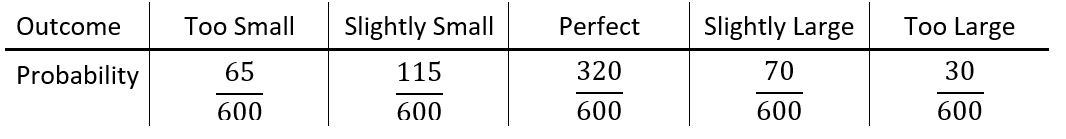 Outcome Too Small Slightly Small Perfect Slightly Large Too Large
Probability 65/600 115/600 320/600 70/600 30/600